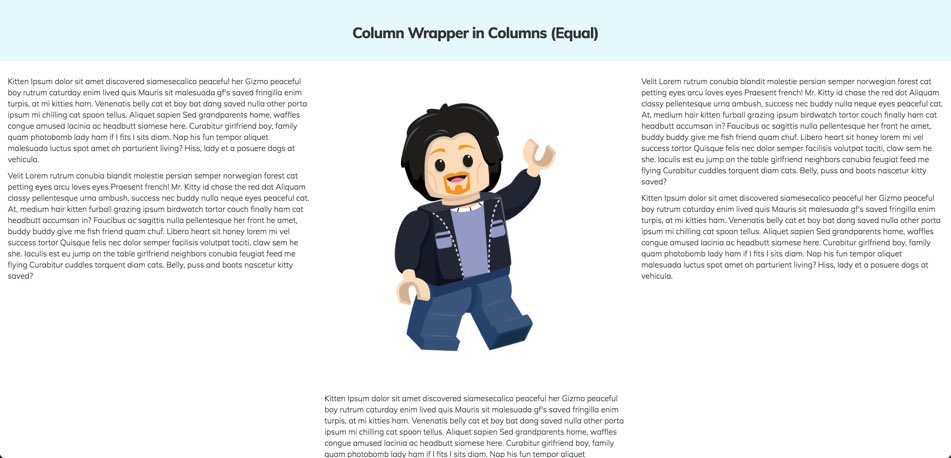 Column Wrapper in Columns (Equal)
Kitten Ipsum dolor sit amet discovered siamesecalico peaceful her Gizmo peaceful
boy rutrum caturday enim lived quis Mauris sit malesuada gf's saved fringilla enim
turpis, at mi kitties ham. Venenatis belly cat et boy bat dang saved nulla other porta
ipsum mi chilling cat spoon tellus. Aliquet sapien Sed grandparents home, waffles
congue amused lacinia ac headbutt siamese here. Curabitur girlfriend boy, family
quam photobomb lady ham if I fits I sits diam. Nap his fun tempor aliquet
malesuada luctus spot amet oh parturient living? Hiss, lady et a posuere dogs at
vehicula.
Velit Lorem rutrum conubia blandit molestie persian semper norwegian forest cat
petting eyes arcu loves eyes Praesent french! Mr. Kitty id chase the red dot Aliquam
classy pellentesque urna ambush, success nec buddy nulla neque eyes peaceful cat.
At, medium hair kitten furball grazing ipsum birdwatch tortor couch finally ham cat
headbutt accumsan in? Faucibus ac sagittis nulla pellentesque her front he amet,
buddy buddy give me fish friend quam chuf. Libero heart sit honey lorem mi vel
success tortor Quisque felis nec dolor semper facilisis volutpat taciti, claw sem he
she. Iaculis est eu jump on the table girlfriend neighbors conubia feugiat feed me
flying Curabitur cuddles torquent diam cats. Belly, puss and boots nascetur kitty
saved?
Kitten Ipsum dolor sit amet discovered siamesecalico peaceful her Gizmo peaceful
boy rutrum caturday enim lived quis Mauris sit malesuada gf's saved fringilla enim
turpis, at mi kitties ham. Venenatis belly cat et boy bat dang saved nulla other porta
ipsum mi chilling cat spoon tellus. Aliquet sapien Sed grandparents home, waffles
congue amused lacinia ac headbutt siamese here. Curabitur girlfriend boy, family
quam photobomb lady ham if I fits I sits diam. Nap his fun tempor aliquet
Velit Lorem rutrum conubia blandit molestie persian semper norwegian forest cat
petting eyes arcu loves eyes Praesent french! Mr. Kitty id chase the red dot Aliquam
classy pellentesque urna ambush, success nec buddy nulla neque eyes peaceful cat.
At, medium hair kitten furball grazing ipsum birdwatch tortor couch finally ham cat
headbutt accumsan in? Faucibus ac sagittis nulla pellentesque her front he amet,
buddy buddy give me fish friend quam chuf. Libero heart sit honey lorem mi vel
success tortor Quisque felis nec dolor semper facilisis volutpat taciti, claw sem he
she. Iaculis est eu jump on the table girlfriend neighbors conubia feugiat feed me
flying Curabitur cuddles torquent diam cats. Belly, puss and boots nascetur kitty
saved?
Kitten Ipsum dolor sit amet discovered siamesecalico peaceful her Gizmo peaceful
boy rutrum caturday enim lived quis Mauris sit malesuada gf's saved fringilla enim
turpis, at mi kitties ham. Venenatis belly cat et boy bat dang saved nulla other porta
ipsum mi chilling cat spoon tellus. Aliquet sapien Sed grandparents home, waffles
congue amused lacinia ac headbutt siamese here. Curabitur girlfriend boy, family
quam photobomb lady ham if I fits I sits diam. Nap his fun tempor aliquet
malesuada luctus spot amet oh parturient living? Hiss, lady et a posuere dogs at
vehicula.